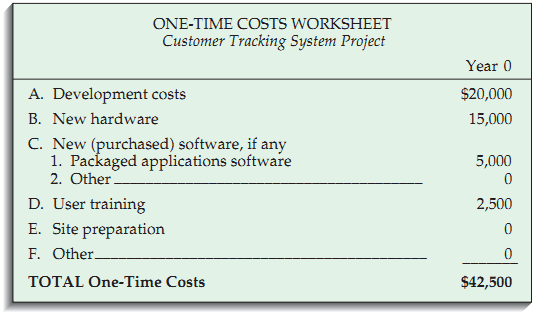 ONE-TIME COSTS WORKSHEET
Customer Tracking System Project
Year 0
A. Development costs $20,000
B. New hardware 15,000
C. New (purchased) software, if any
1. Packaged applications software 5,000
2. Other 0
D. User training 2,500
E. Site preparation 0
F. Other 0
TOTAL One-Time Costs $42,500